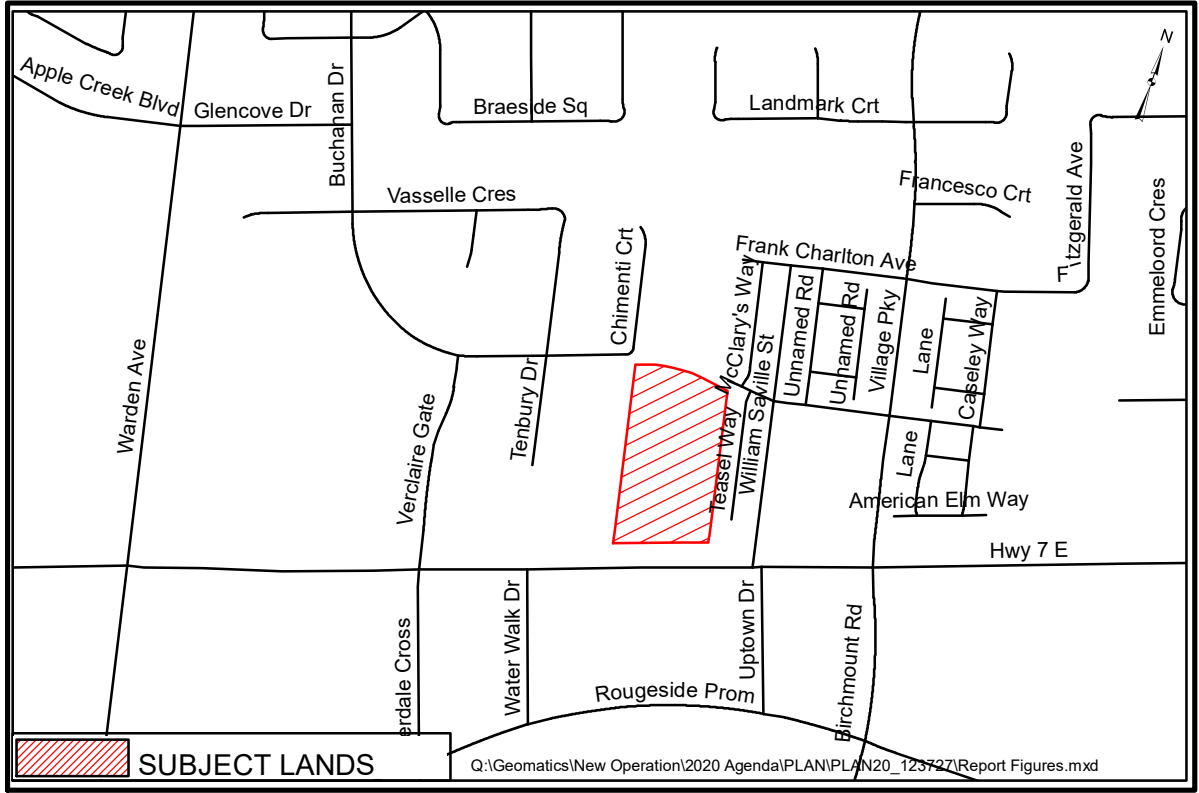 N
Apple Creek Blvd
Glencove Dr
Buchanan Dr
Braeside Sq
Landmark Crt
Fitzgerald Ave
Francesco Crt
Emmeloord Cres
Vasselle Cres
Chimenti Crt
Frank Charlton Ave
McClary's Way
Unnamed Rd
Unnamed Rd
Village Pky
Lane
Caseley Way
Warden Ave
Verclaire Gate
Tenbury Dr
Teasel Way
William Saville St
Lane
American Elm Way
Hwy 7 E
erdale Cross
Water Walk Dr
Uptown Dr
Birchmount Rd
Rougeside Prom
SUBJECT LANDS
Q:\Geomatics\New Operation\2020 Agenda\PLAN\PLAN20_123727\Report Figures.mxd